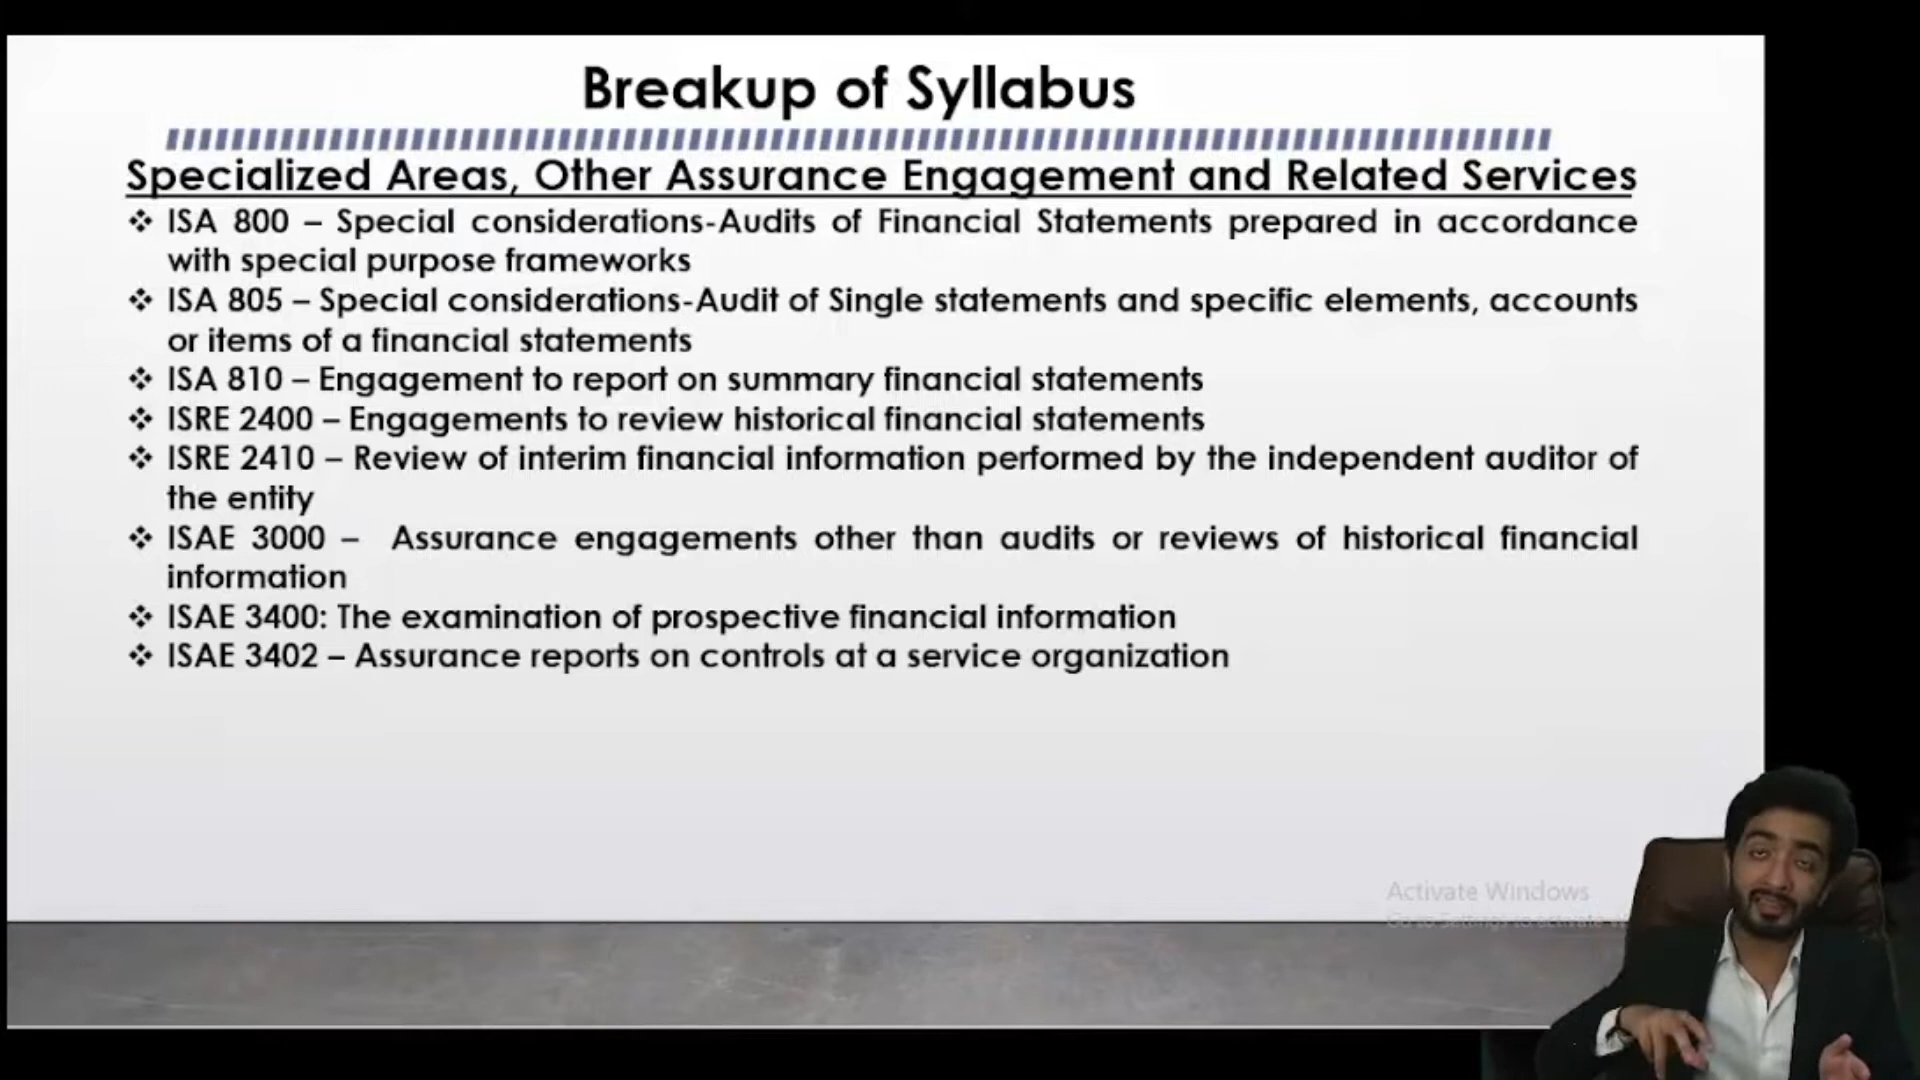 Breakup of Syllabus
Specialized Areas, Other Assurance Engagement and Related Services
❖ ISA 800 – Special considerations-Audits of Financial Statements prepared in accordance
with special purpose frameworks
❖ ISA 805 – Special considerations-Audit of Single statements and specific elements, accounts
or items of a financial statements
❖ ISA 810 – Engagement to report on summary financial statements
❖ ISRE 2400 – Engagements to review historical financial statements
❖ ISRE 2410 – Review of interim financial information performed by the independent auditor of
the entity
❖ ISAE 3000 – Assurance engagements other than audits or reviews of historical financial
information
❖ ISAE 3400: The examination of prospective financial information
❖ ISAE 3402 – Assurance reports on controls at a service organization
Activate Windows
Go to Settings to activate